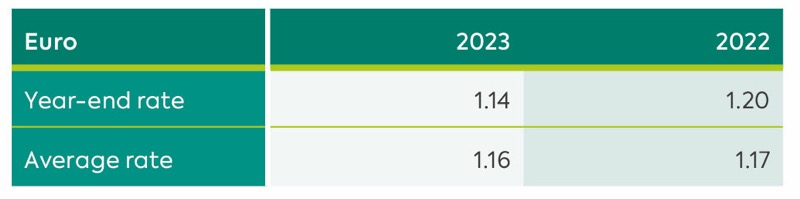 Euro 2023 2022
Year-end rate 1.14 1.20
Average rate 1.16 1.17